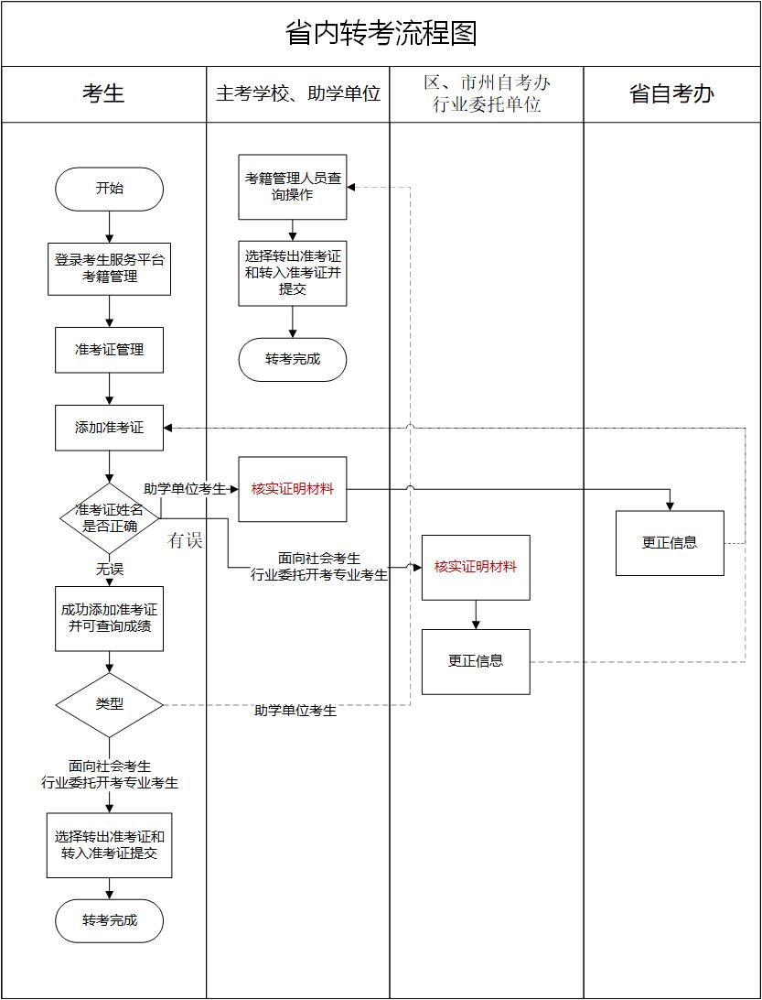 省内转考流程图
考生
主考学校、助学单位
区、市州自考办
行业委托单位
省自考办
开始
登录考生服务平台
考籍管理
准考证管理
添加准考证
准考证姓名
是否正确
有误
无误
成功添加准考证
并可查询成绩
类型
面向社会考生
行业委托开考专业考生
选择转出准考证和
转入准考证提交
转考完成
考籍管理人员查
询操作
选择转出准考证
和转入准考证并
提交
转考完成
助学单位考生
核实证明材料
面向社会考生
行业委托开考专业考生
助学单位考生
核实证明材料
更正信息
更正信息